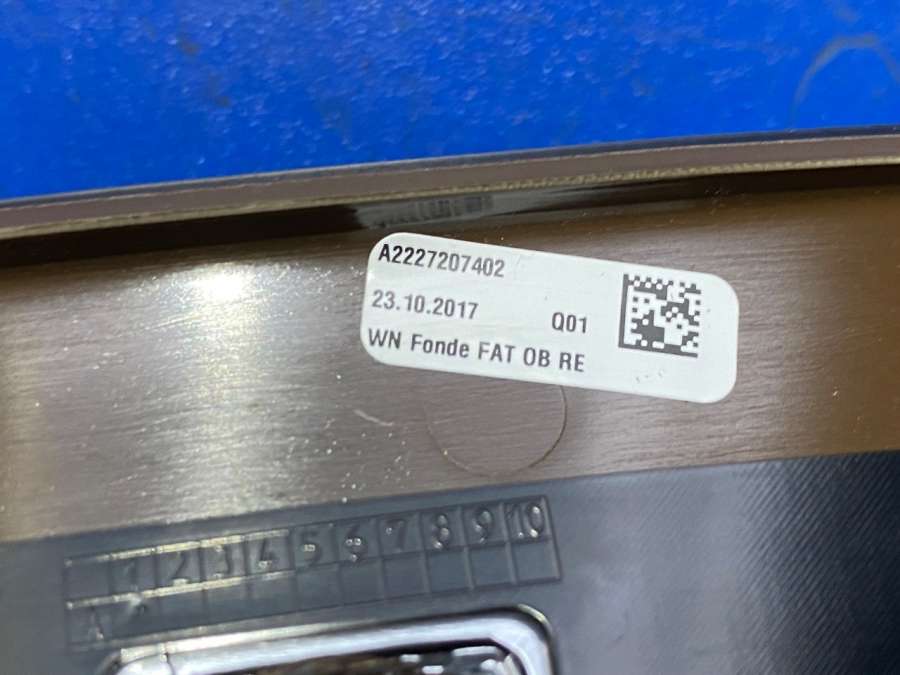 A2227207402
23.10.2017 Q01
WN Fonde FAT OB RE
1 2 3 4 5 6 7 8 9 10
A